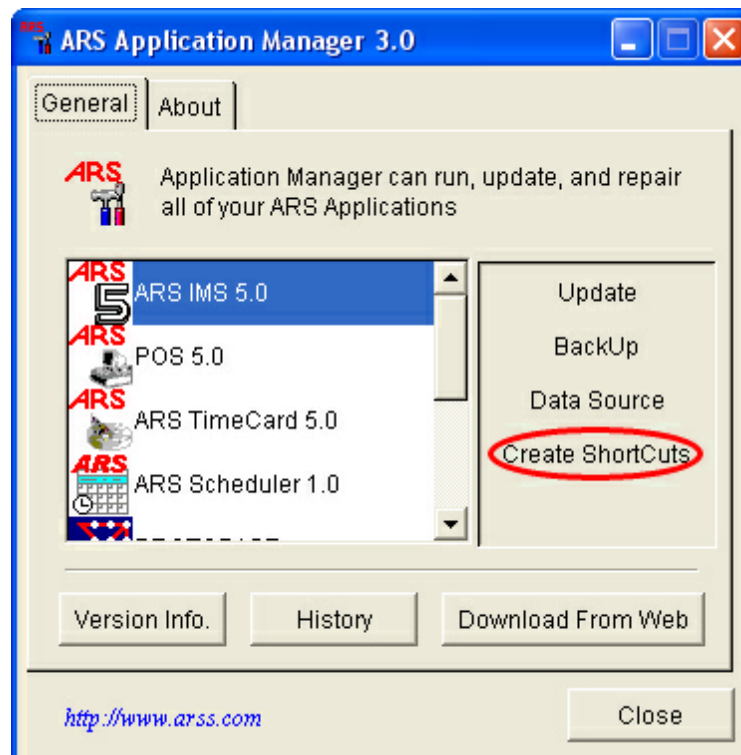 ARS ARS Application Manager 3.0
General About
ARS Application Manager can run, update, and repair
all of your ARS Applications
ARS 5 ARS IMS 5.0
ARS POS 5.0
ARS ARS TimeCard 5.0
ARS ARS Scheduler 1.0
Update
BackUp
Data Source
Create ShortCuts
Version Info. History Download From Web
http://www.arss.com Close